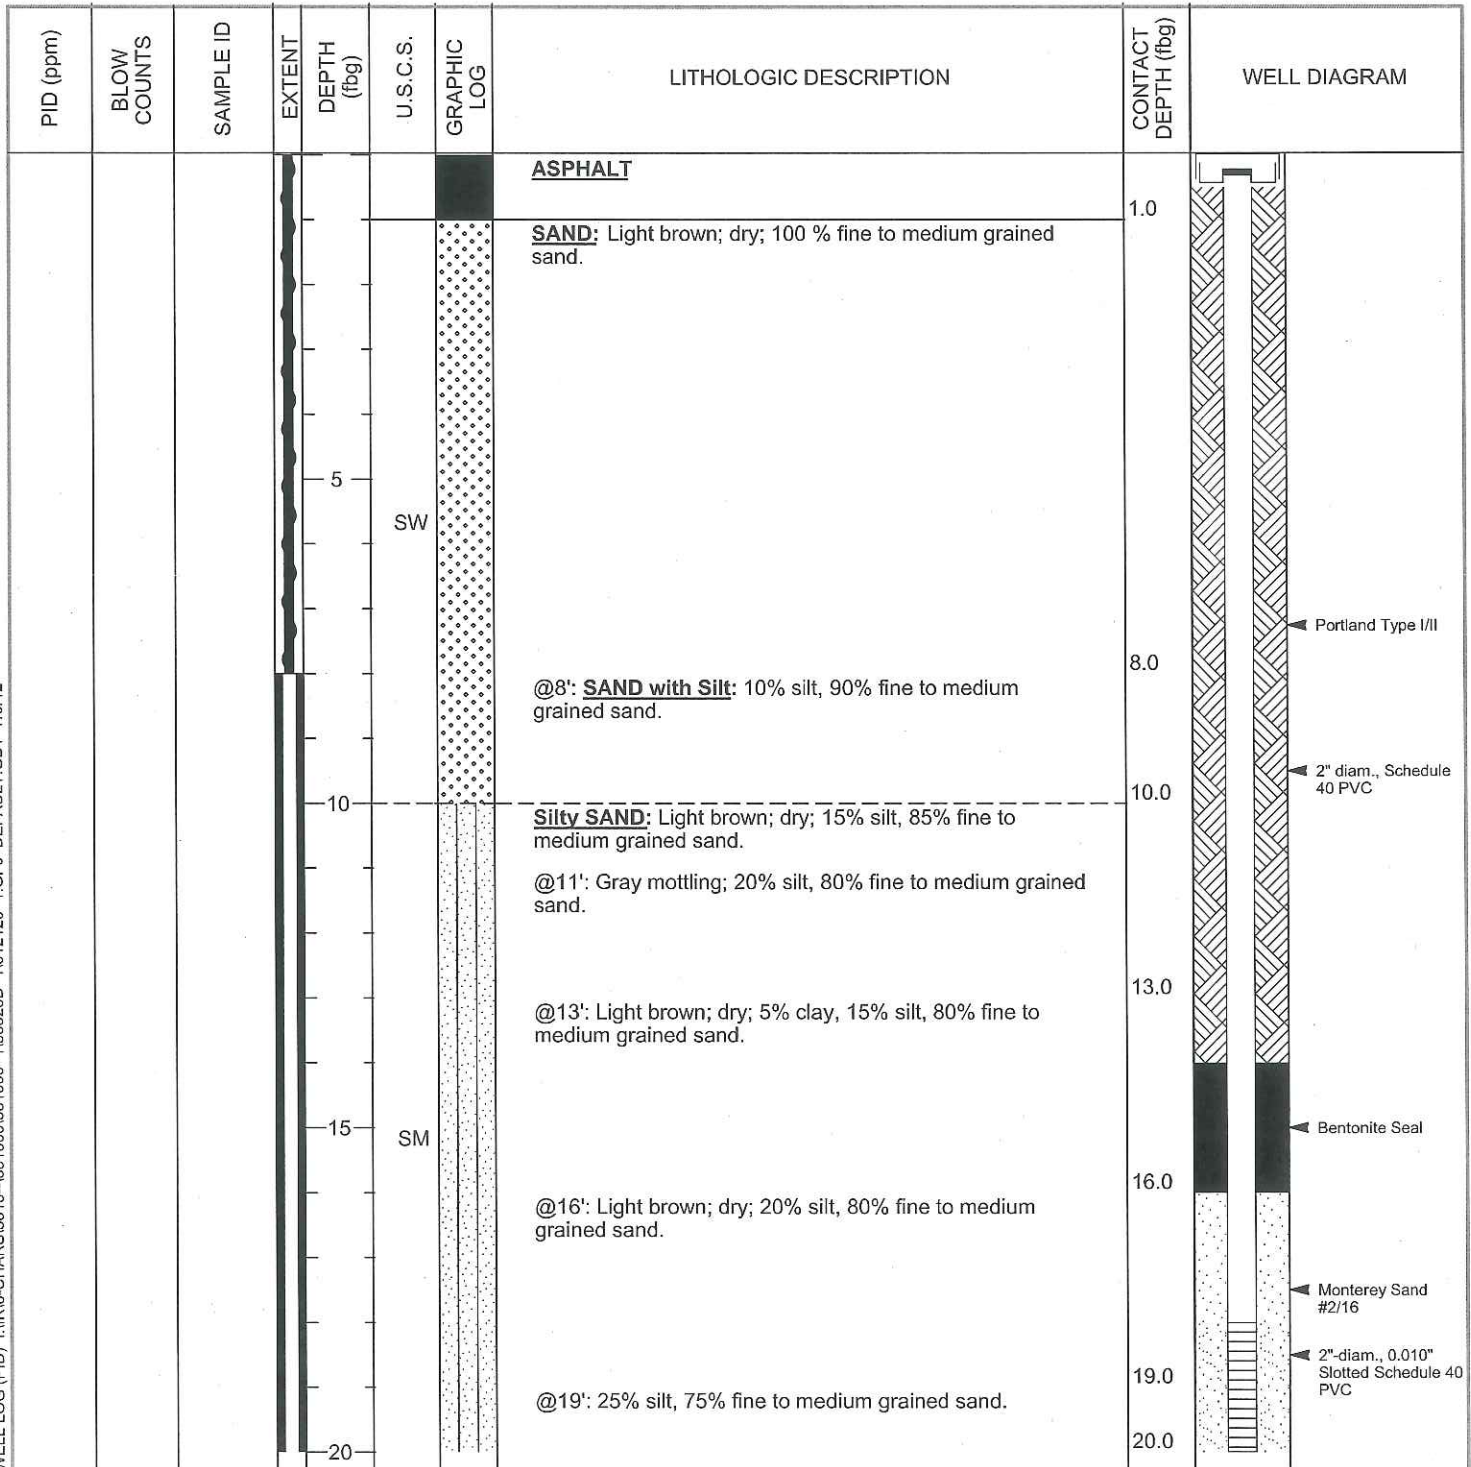 PID (ppm)
BLOW
COUNTS
SAMPLE ID
EXTENT
DEPTH
(fbg)
U.S.C.S.
GRAPHIC
LOG
LITHOLOGIC DESCRIPTION
CONTACT
DEPTH (fbg)
WELL DIAGRAM
ASPHALT
1.0
SAND: Light brown; dry; 100 % fine to medium grained
sand.
5
SW
Portland Type I/II
8.0
@8': SAND with Silt: 10% silt, 90% fine to medium
grained sand.
2" diam., Schedule
40 PVC
10
10.0
Silty SAND: Light brown; dry; 15% silt, 85% fine to
medium grained sand.
@11': Gray mottling; 20% silt, 80% fine to medium grained
sand.
13.0
@13': Light brown; dry; 5% clay, 15% silt, 80% fine to
medium grained sand.
15
SM
Bentonite Seal
16.0
@16': Light brown; dry; 20% silt, 80% fine to medium
grained sand.
Monterey Sand
#2/16
2"-diam., 0.010"
Slotted Schedule 40
PVC
19.0
@19': 25% silt, 75% fine to medium grained sand.
20
20.0
WELL LOG (PID)